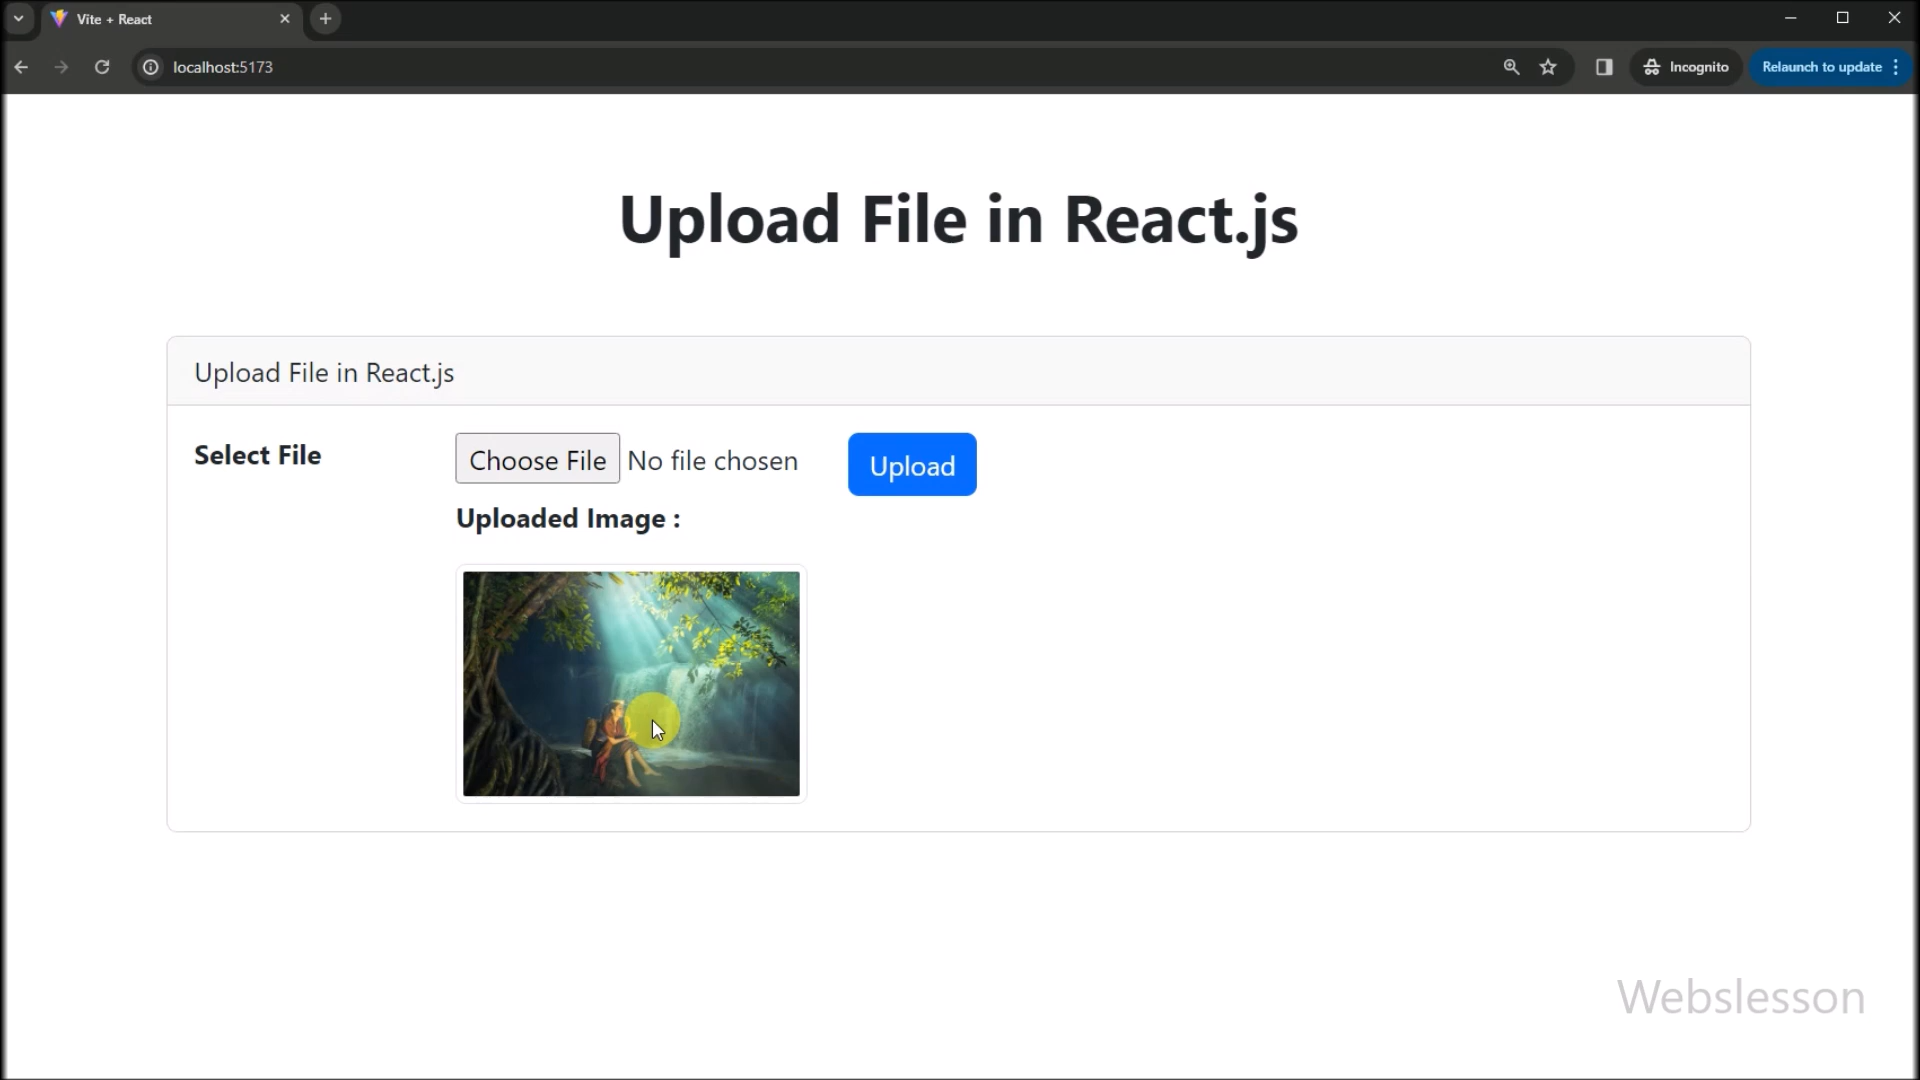 Vite + React
localhost:5173
Incognito
Relaunch to update
Upload File in React.js
Upload File in React.js
Select File
Choose File No file chosen
Upload
Uploaded Image :
Webslesson